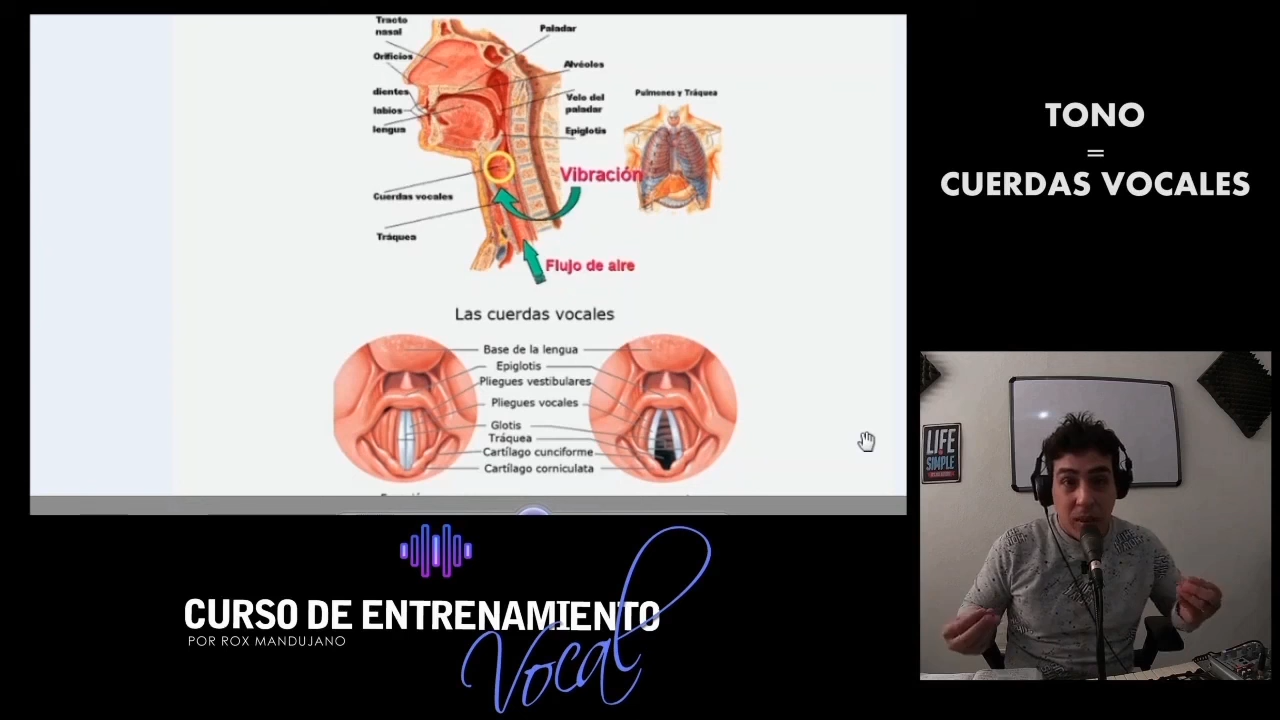 Tracto
nasal
Orificios
dientes
labios
lengua
Cuerdas vocales
Tráquea
Paladar
Alvéolos
Velo del
paladar
Epiglotis
Vibración
Flujo de aire
Pulmones y Tráquea
Las cuerdas vocales
Base de la lengua
Epiglotis
Pliegues vestibulares
Pliegues vocales
Glotis
Tráquea
Cartílago cunciforme
Cartílago corniculata
TONO
=
CUERDAS VOCALES
LIFE
is
SIMPLE
CURSO DE ENTRENAMIENTO
POR ROX MANDUJANO
Vocal